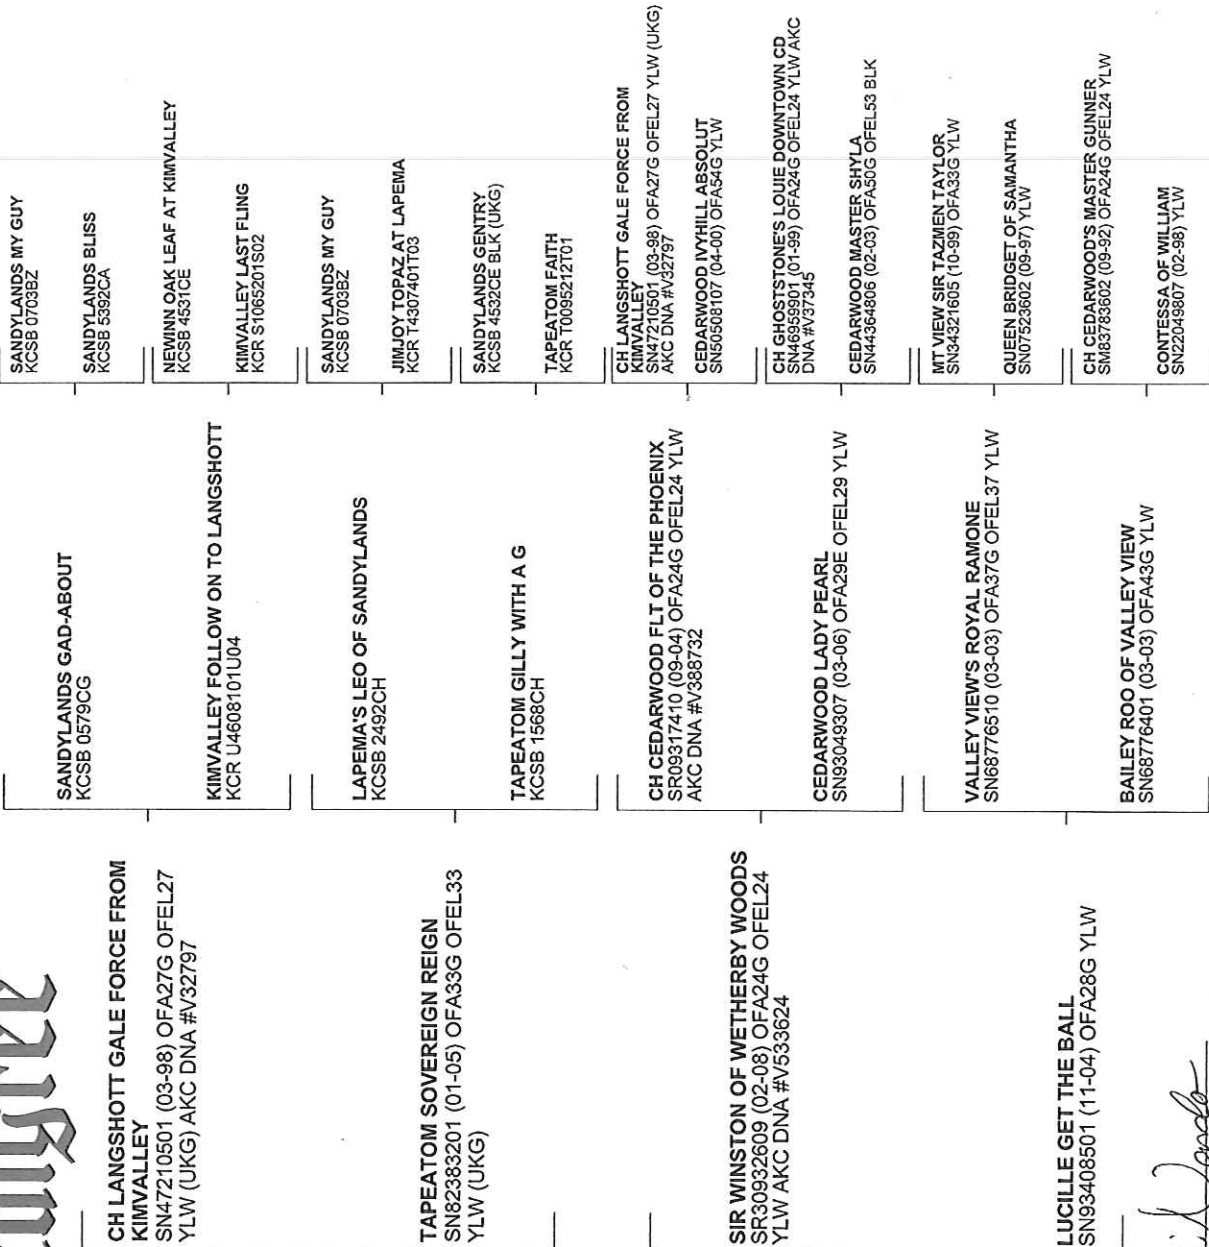 CH LANGSHOTT GALE FORCE FROM
KIMVALLEY
SN47210501 (03-98) OFA27G OFEL27
YLW (UKG) AKC DNA #V32797
TAPEATOM SOVEREIGN REIGN
SN82383201 (01-05) OFA33G OFEL33
YLW (UKG)
SIR WINSTON OF WETHERBY WOODS
SR30932609 (02-08) OFA24G OFEL24
YLW AKC DNA #V533624
LUCILLE GET THE BALL
SN93408501 (11-04) OFA28G YLW
SANDYLANDS GAD-ABOUT
KCSB 0579CG
KIMVALLEY FOLLOW ON TO LANGSHOTT
KCR U4608101U04
LAPEMA'S LEO OF SANDYLANDS
KCSB 2492CH
TAPEATOM GILLY WITH A G
KCSB 1568CH
CH CEDARWOOD FLT OF THE PHOENIX
SR09317410 (09-04) OFA24G OFEL24 YLW
AKC DNA #V388732
CEDARWOOD LADY PEARL
SN93049307 (03-06) OFA29E OFEL29 YLW
VALLEY VIEW'S ROYAL RAMONE
SN68776510 (03-03) OFA37G OFEL37 YLW
BAILEY ROO OF VALLEY VIEW
SN68776401 (03-03) OFA43G YLW
SANDYLANDS MY GUY
KCSB 0703BZ
SANDYLANDS BLISS
KCSB 5392CA
NEWINN OAK LEAF AT KIMVALLEY
KCSB 4531CE
KIMVALLEY LAST FLING
KCR S1065201S02
SANDYLANDS MY GUY
KCSB 0703BZ
JIMJOY TOPAZ AT LAPEMA
KCR T4307401T03
SANDYLANDS GENTRY
KCSB 4532CE BLK (UKG)
TAPEATOM FAITH
KCR T0095212T01
CH LANGSHOTT GALE FORCE FROM
KIMVALLEY
SN47210501 (03-98) OFA27G OFEL27 YLW (UKG)
AKC DNA #V32797
CEDARWOOD IVYHILL ABSOLUT
SN50508107 (04-00) OFA54G YLW
CH GHOSTSTONE'S LOUIE DOWNTOWN CD
SN46959901 (01-99) OFA24G OFEL24 YLW AKC
DNA #V37345
CEDARWOOD MASTER SHYLA
SN44364806 (02-03) OFA50G OFEL53 BLK
MT VIEW SIR TAZMEN TAYLOR
SN34321605 (10-99) OFA33G YLW
QUEEN BRIDGET OF SAMANTHA
SN07523602 (09-97) YLW
CH CEDARWOOD'S MASTER GUNNER
SM83783602 (09-92) OFA24G OFEL24 YLW
CONTESSA OF WILLIAM
SN22049807 (02-98) YLW